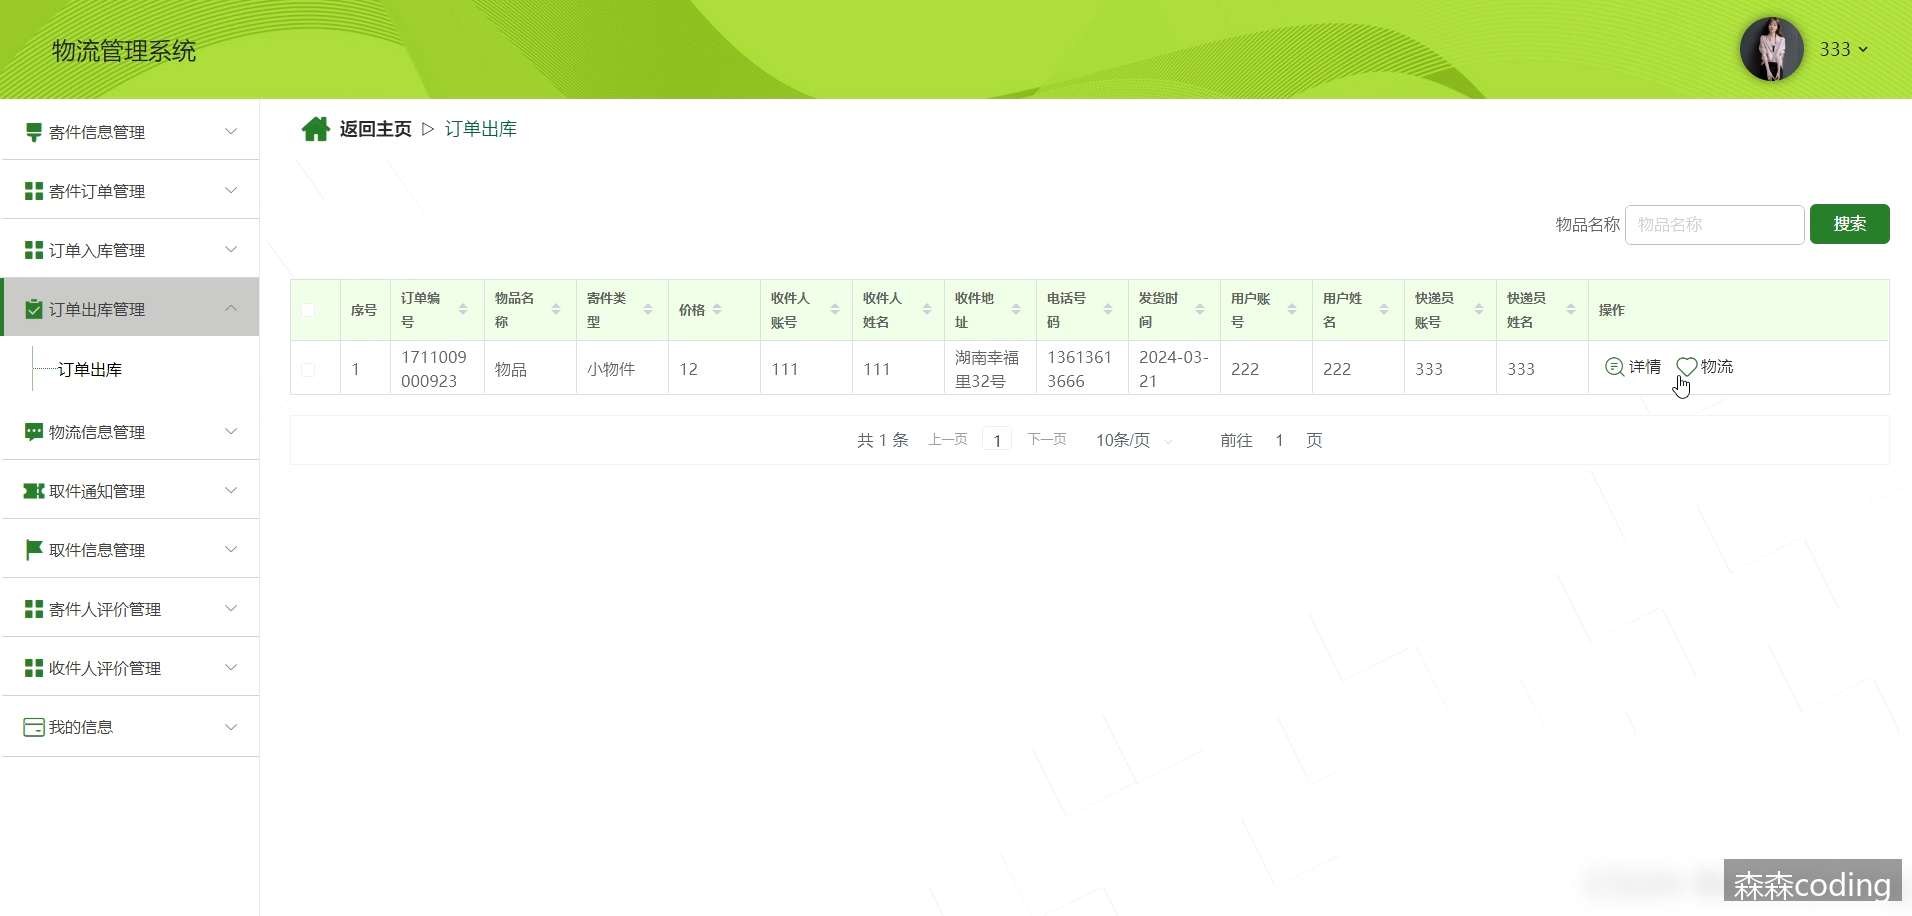 物流管理系统
333
寄件信息管理
寄件订单管理
订单入库管理
订单出库管理
订单出库
物流信息管理
取件通知管理
取件信息管理
寄件人评价管理
收件人评价管理
我的信息
返回主页 ▷ 订单出库
物品名称 物品名称 搜索
序号 订单编号 物品名称 寄件类型 价格 收件人账号 收件人姓名 收件地址 电话号码 发货时间 用户账号 用户姓名 快递员账号 快递员姓名 操作
1 1711009000923 物品 小物件 12 111 111 湖南幸福里32号 13613613666 2024-03-21 222 222 333 333 详情 物流
共 1 条 上一页 1 下一页 10条/页 前往 1 页
森森coding